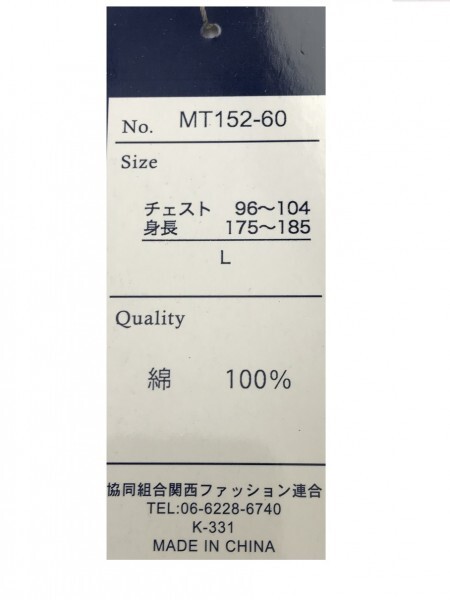 No. MT152-60
Size
チェスト 96～104
身長 175～185
L
Quality
綿 100%
協同組合関西ファッション連合
TEL:06-6228-6740
K-331
MADE IN CHINA